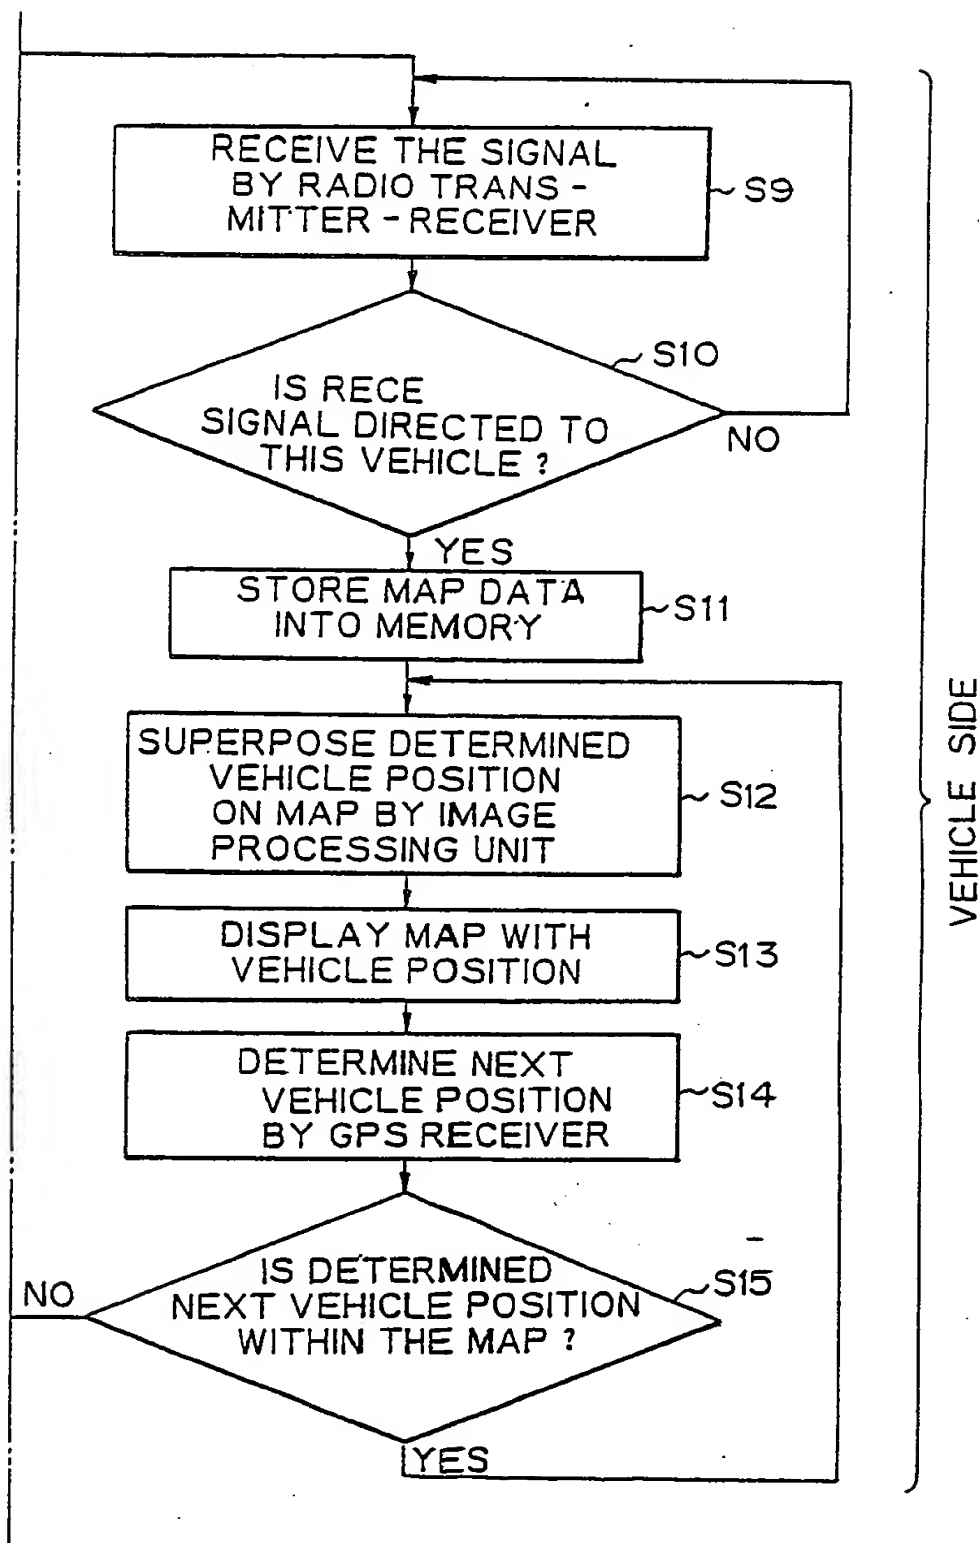 RECEIVE THE SIGNAL
BY RADIO TRANS-
MITTER-RECEIVER
S9
S10
IS RECE
SIGNAL DIRECTED TO
THIS VEHICLE ?
NO
YES
STORE MAP DATA
INTO MEMORY
S11
SUPERPOSE DETERMINED
VEHICLE POSITION
ON MAP BY IMAGE
PROCESSING UNIT
S12
DISPLAY MAP WITH
VEHICLE POSITION
S13
DETERMINE NEXT
VEHICLE POSITION
BY GPS RECEIVER
S14
IS DETERMINED
NEXT VEHICLE POSITION
WITHIN THE MAP ?
S15
NO
YES
VEHICLE SIDE